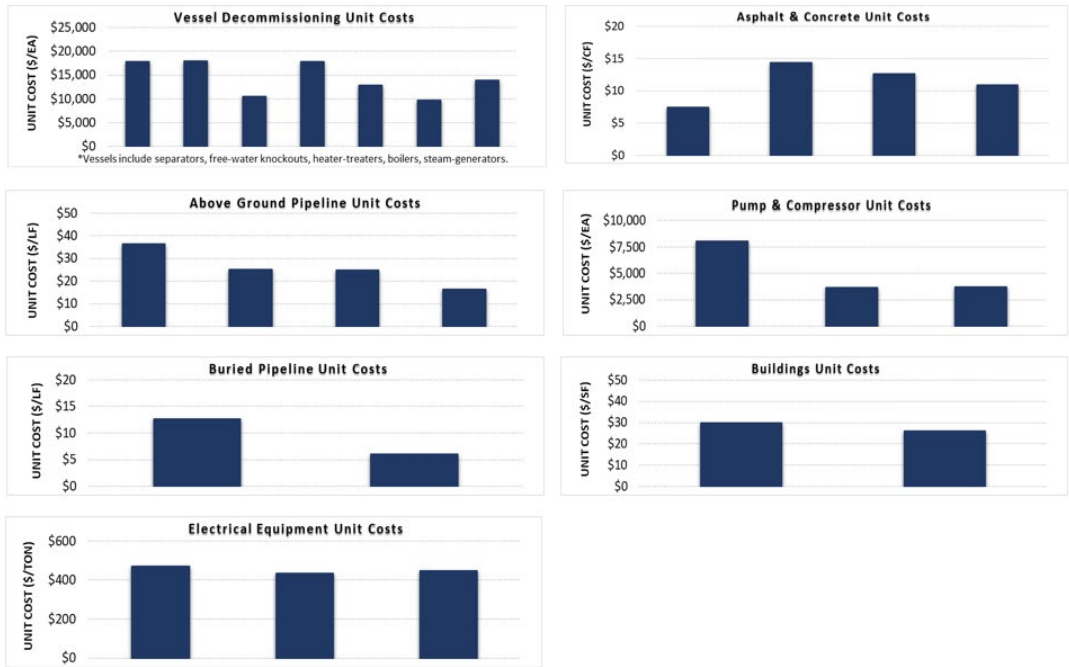 Vessel Decommissioning Unit Costs
UNIT COST ($/EA)
$25,000
$20,000
$15,000
$10,000
$5,000
$0
*Vessels include separators, free-water knockouts, heater-treaters, boilers, steam-generators.
Asphalt & Concrete Unit Costs
UNIT COST ($/CF)
$20
$15
$10
$5
$0
Above Ground Pipeline Unit Costs
UNIT COST ($/LF)
$50
$40
$30
$20
$10
$0
Pump & Compressor Unit Costs
UNIT COST ($/EA)
$10,000
$7,500
$5,000
$2,500
$0
Buried Pipeline Unit Costs
UNIT COST ($/LF)
$20
$15
$10
$5
$0
Buildings Unit Costs
UNIT COST ($/SF)
$50
$40
$30
$20
$10
$0
Electrical Equipment Unit Costs
UNIT COST ($/TON)
$600
$400
$200
$0